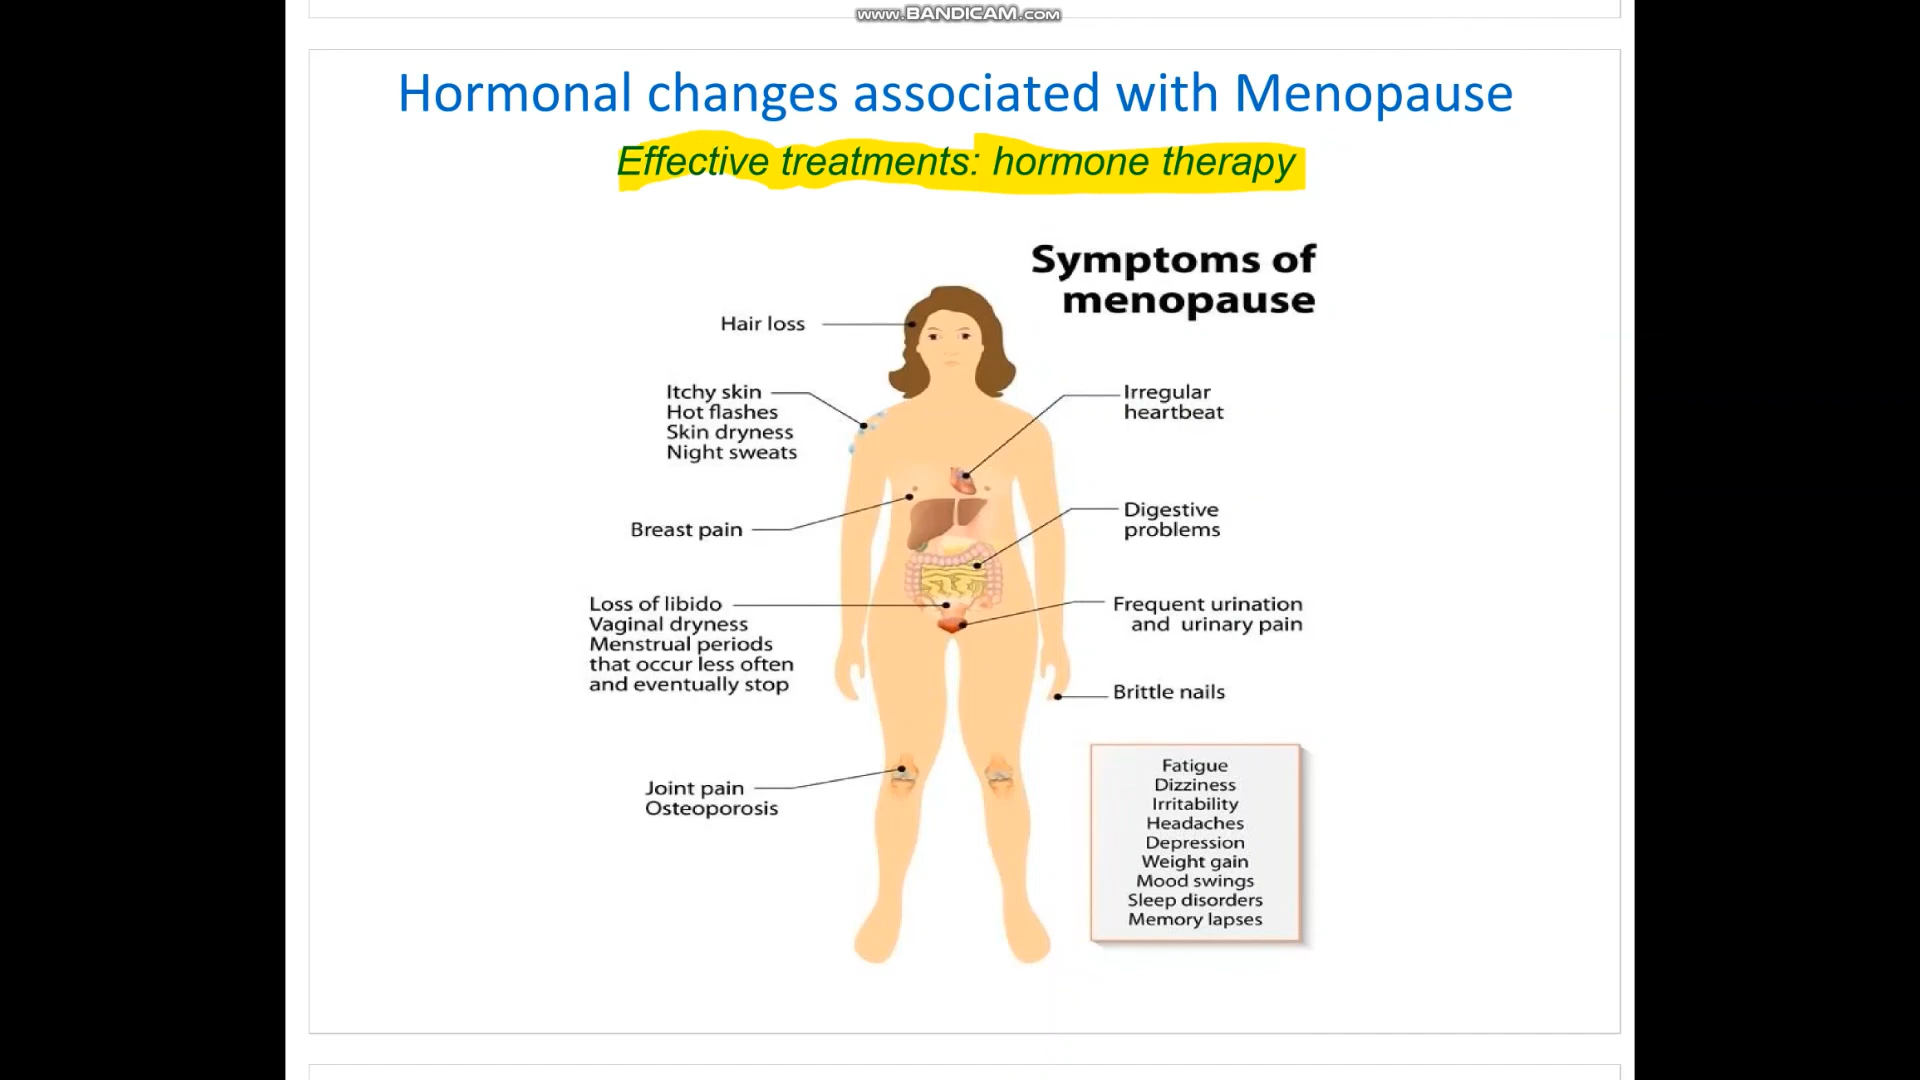 www.BANDICAM.com
Hormonal changes associated with Menopause
Effective treatments: hormone therapy
Symptoms of
menopause
Hair loss
Itchy skin
Hot flashes
Skin dryness
Night sweats
Irregular
heartbeat
Breast pain
Digestive
problems
Loss of libido
Vaginal dryness
Menstrual periods
that occur less often
and eventually stop
Frequent urination
and urinary pain
Brittle nails
Joint pain
Osteoporosis
Fatigue
Dizziness
Irritability
Headaches
Depression
Weight gain
Mood swings
Sleep disorders
Memory lapses